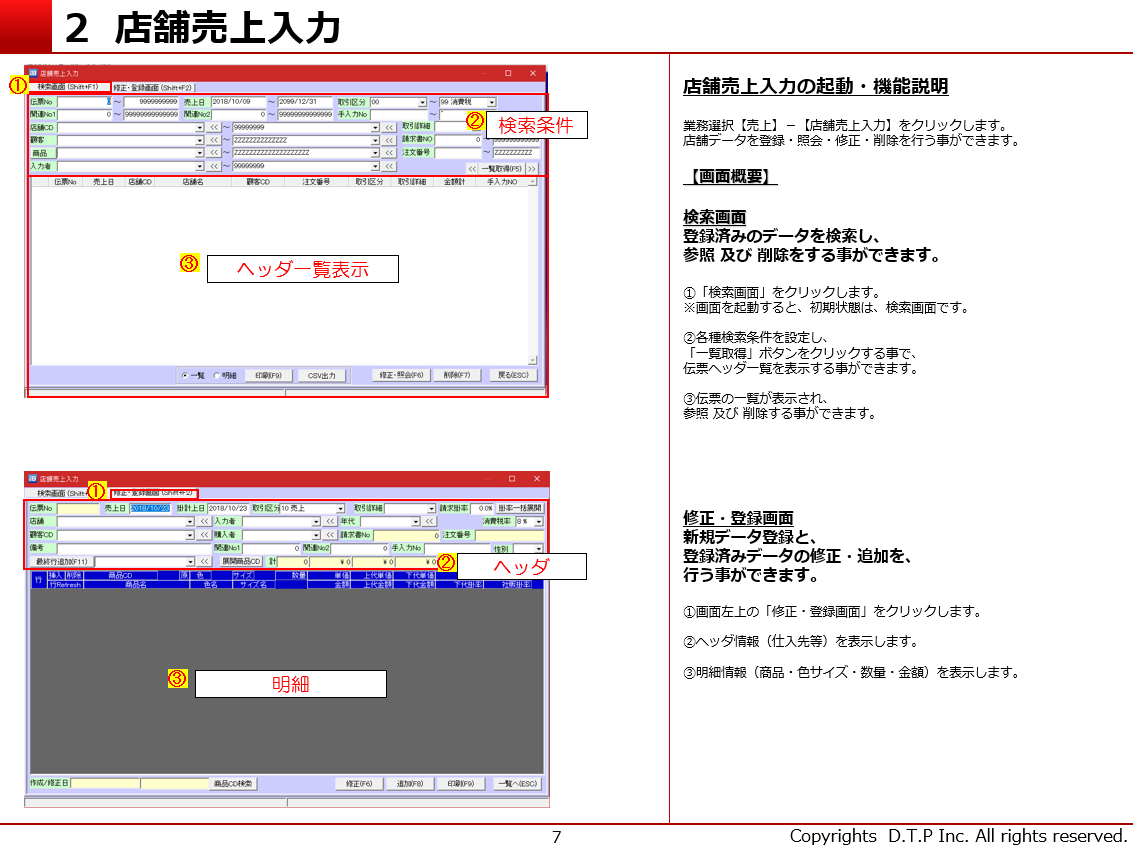 2 店舗売上入力
店舗売上入力
検索画面 (Shift+F1) 修正・登録画面 (Shift+F2)
①
伝票No 0 ～ 9999999999 売上日 2018/10/09 ～ 2099/12/31 取引区分 00 ～ 99 消費税
関連No1 0 ～ 9999999999999 関連No2 0 ～ 9999999999999 手入力No ～
店舗CD << ～ 99999999 << 取引詳細
② 検索条件
顧客 << ～ ZZZZZZZZZZZZZZ << 請求書NO 0 ～ 9999999999
商品 << ～ ZZZZZZZZZZZZZZZZZZZZ << 注文番号 ～ ZZZZZZZZZZ
入力者 << ～ 99999999 << << 一覧取得(F5) >>
伝票No 売上日 店舗CD 店舗名 顧客CD 注文番号 取引区分 取引詳細 金額計 手入力NO
③ ヘッダ一覧表示
一覧 明細 印刷(F9) CSV出力 修正・照会(F6) 削除(F7) 戻る(ESC)
店舗売上入力
検索画面 (Shift+ 修正・登録画面 (Shift+F2)
①
伝票No 売上日 2018/10/23 掛計上日 2018/10/23 取引区分 10 売上 取引詳細 請求掛率 0.0% 掛率一括展開
店舗 << 入力者 << 年代 << 消費税率 8%
顧客CD << 購入者 << 請求書No 0 注文番号
備考 関連No1 0 関連No2 0 手入力No 性別
最終行追加(F11) << 展開商品CD 計 0 ¥0 ¥0 ¥0
② ヘッダ
行 挿入 削除 商品CD 原 色 サイズ 数量 単価 上代単価 下代単価
行Refresh 商品名 色名 サイズ名 金額 上代金額 下代金額 下代掛率 社販掛率
③ 明細
作成/修正日 商品CD検索 修正(F6) 追加(F8) 印刷(F9) 一覧へ(ESC)
店舗売上入力の起動・機能説明
業務選択【売上】－【店舗売上入力】をクリックします。
店舗データを登録・照会・修正・削除を行う事ができます。
【画面概要】
検索画面
登録済みのデータを検索し、
参照 及び 削除をする事ができます。
①「検索画面」をクリックします。
※画面を起動すると、初期状態は、検索画面です。
②各種検索条件を設定し、
「一覧取得」ボタンをクリックする事で、
伝票ヘッダ一覧を表示する事ができます。
③伝票の一覧が表示され、
参照 及び 削除する事ができます。
修正・登録画面
新規データ登録と、
登録済みデータの修正・追加を、
行う事ができます。
①画面左上の「修正・登録画面」をクリックします。
②ヘッダ情報（仕入先等）を表示します。
③明細情報（商品・色サイズ・数量・金額）を表示します。
7
Copyrights D.T.P Inc. All rights reserved.